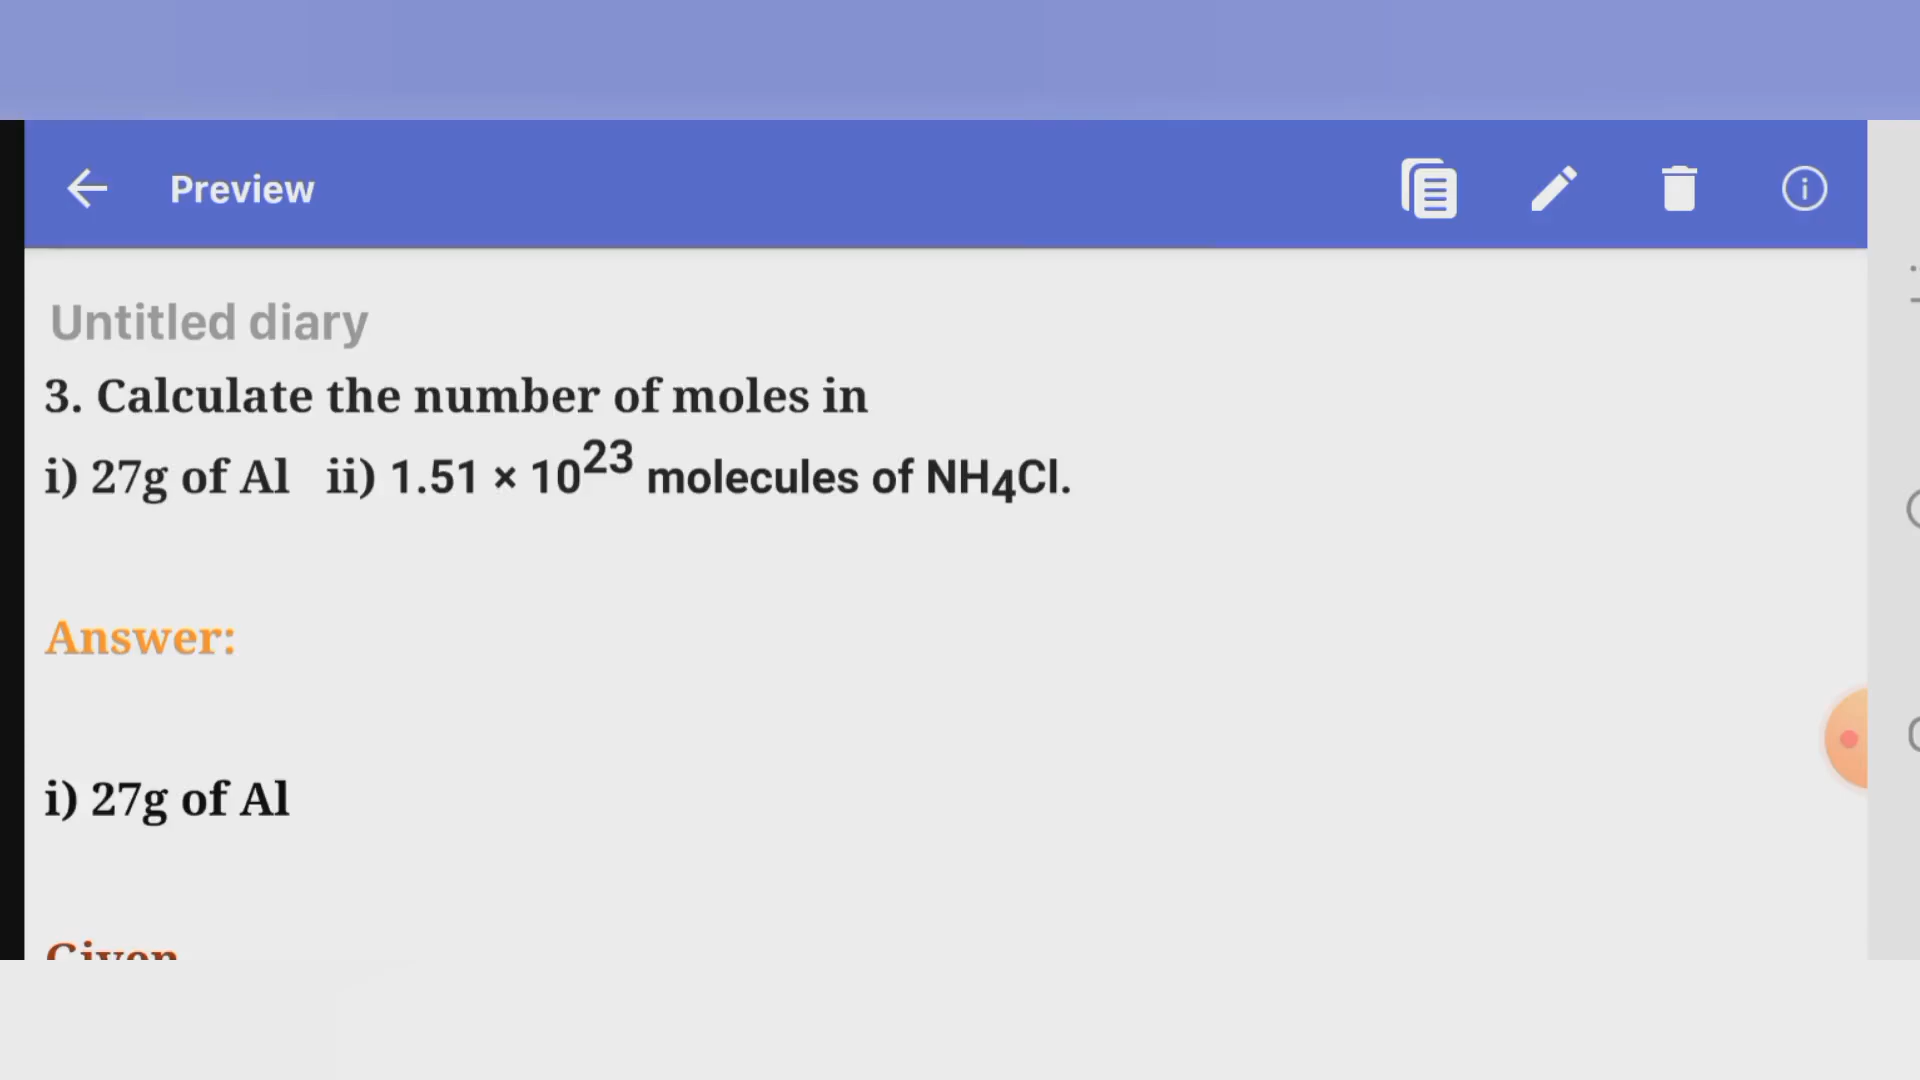 Preview
Untitled diary
3. Calculate the number of moles in
i) 27g of Al ii) 1.51 × 10²³ molecules of NH₄Cl.
Answer:
i) 27g of Al
Given